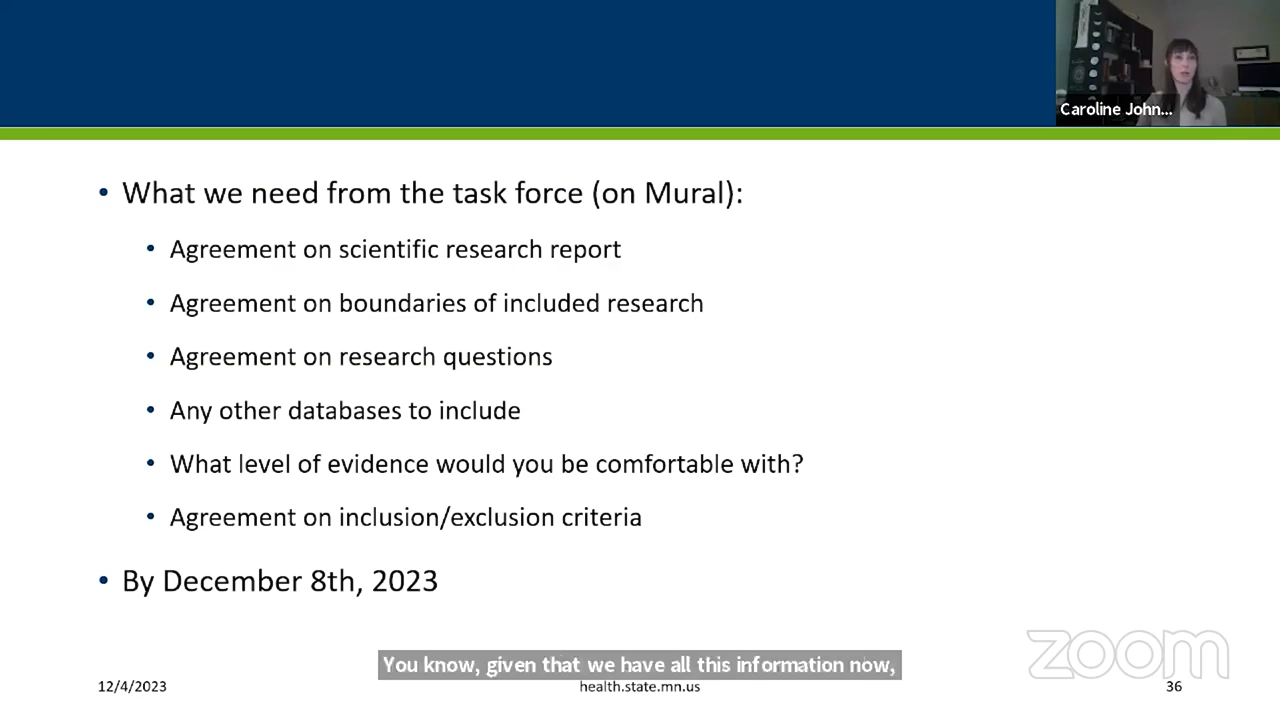 Caroline John...
• What we need from the task force (on Mural):
• Agreement on scientific research report
• Agreement on boundaries of included research
• Agreement on research questions
• Any other databases to include
• What level of evidence would you be comfortable with?
• Agreement on inclusion/exclusion criteria
• By December 8th, 2023
zoom
You know, given that we have all this information now,
12/4/2023
health.state.mn.us
36